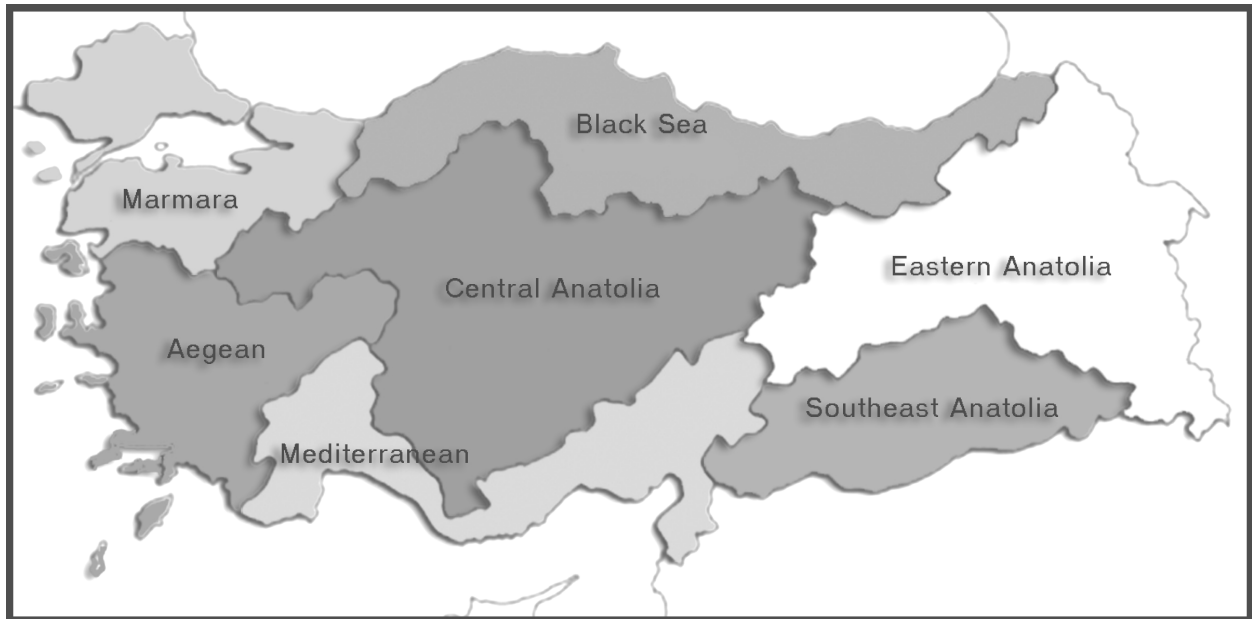 Black Sea
Marmara
Eastern Anatolia
Central Anatolia
Aegean
Southeast Anatolia
Mediterranean